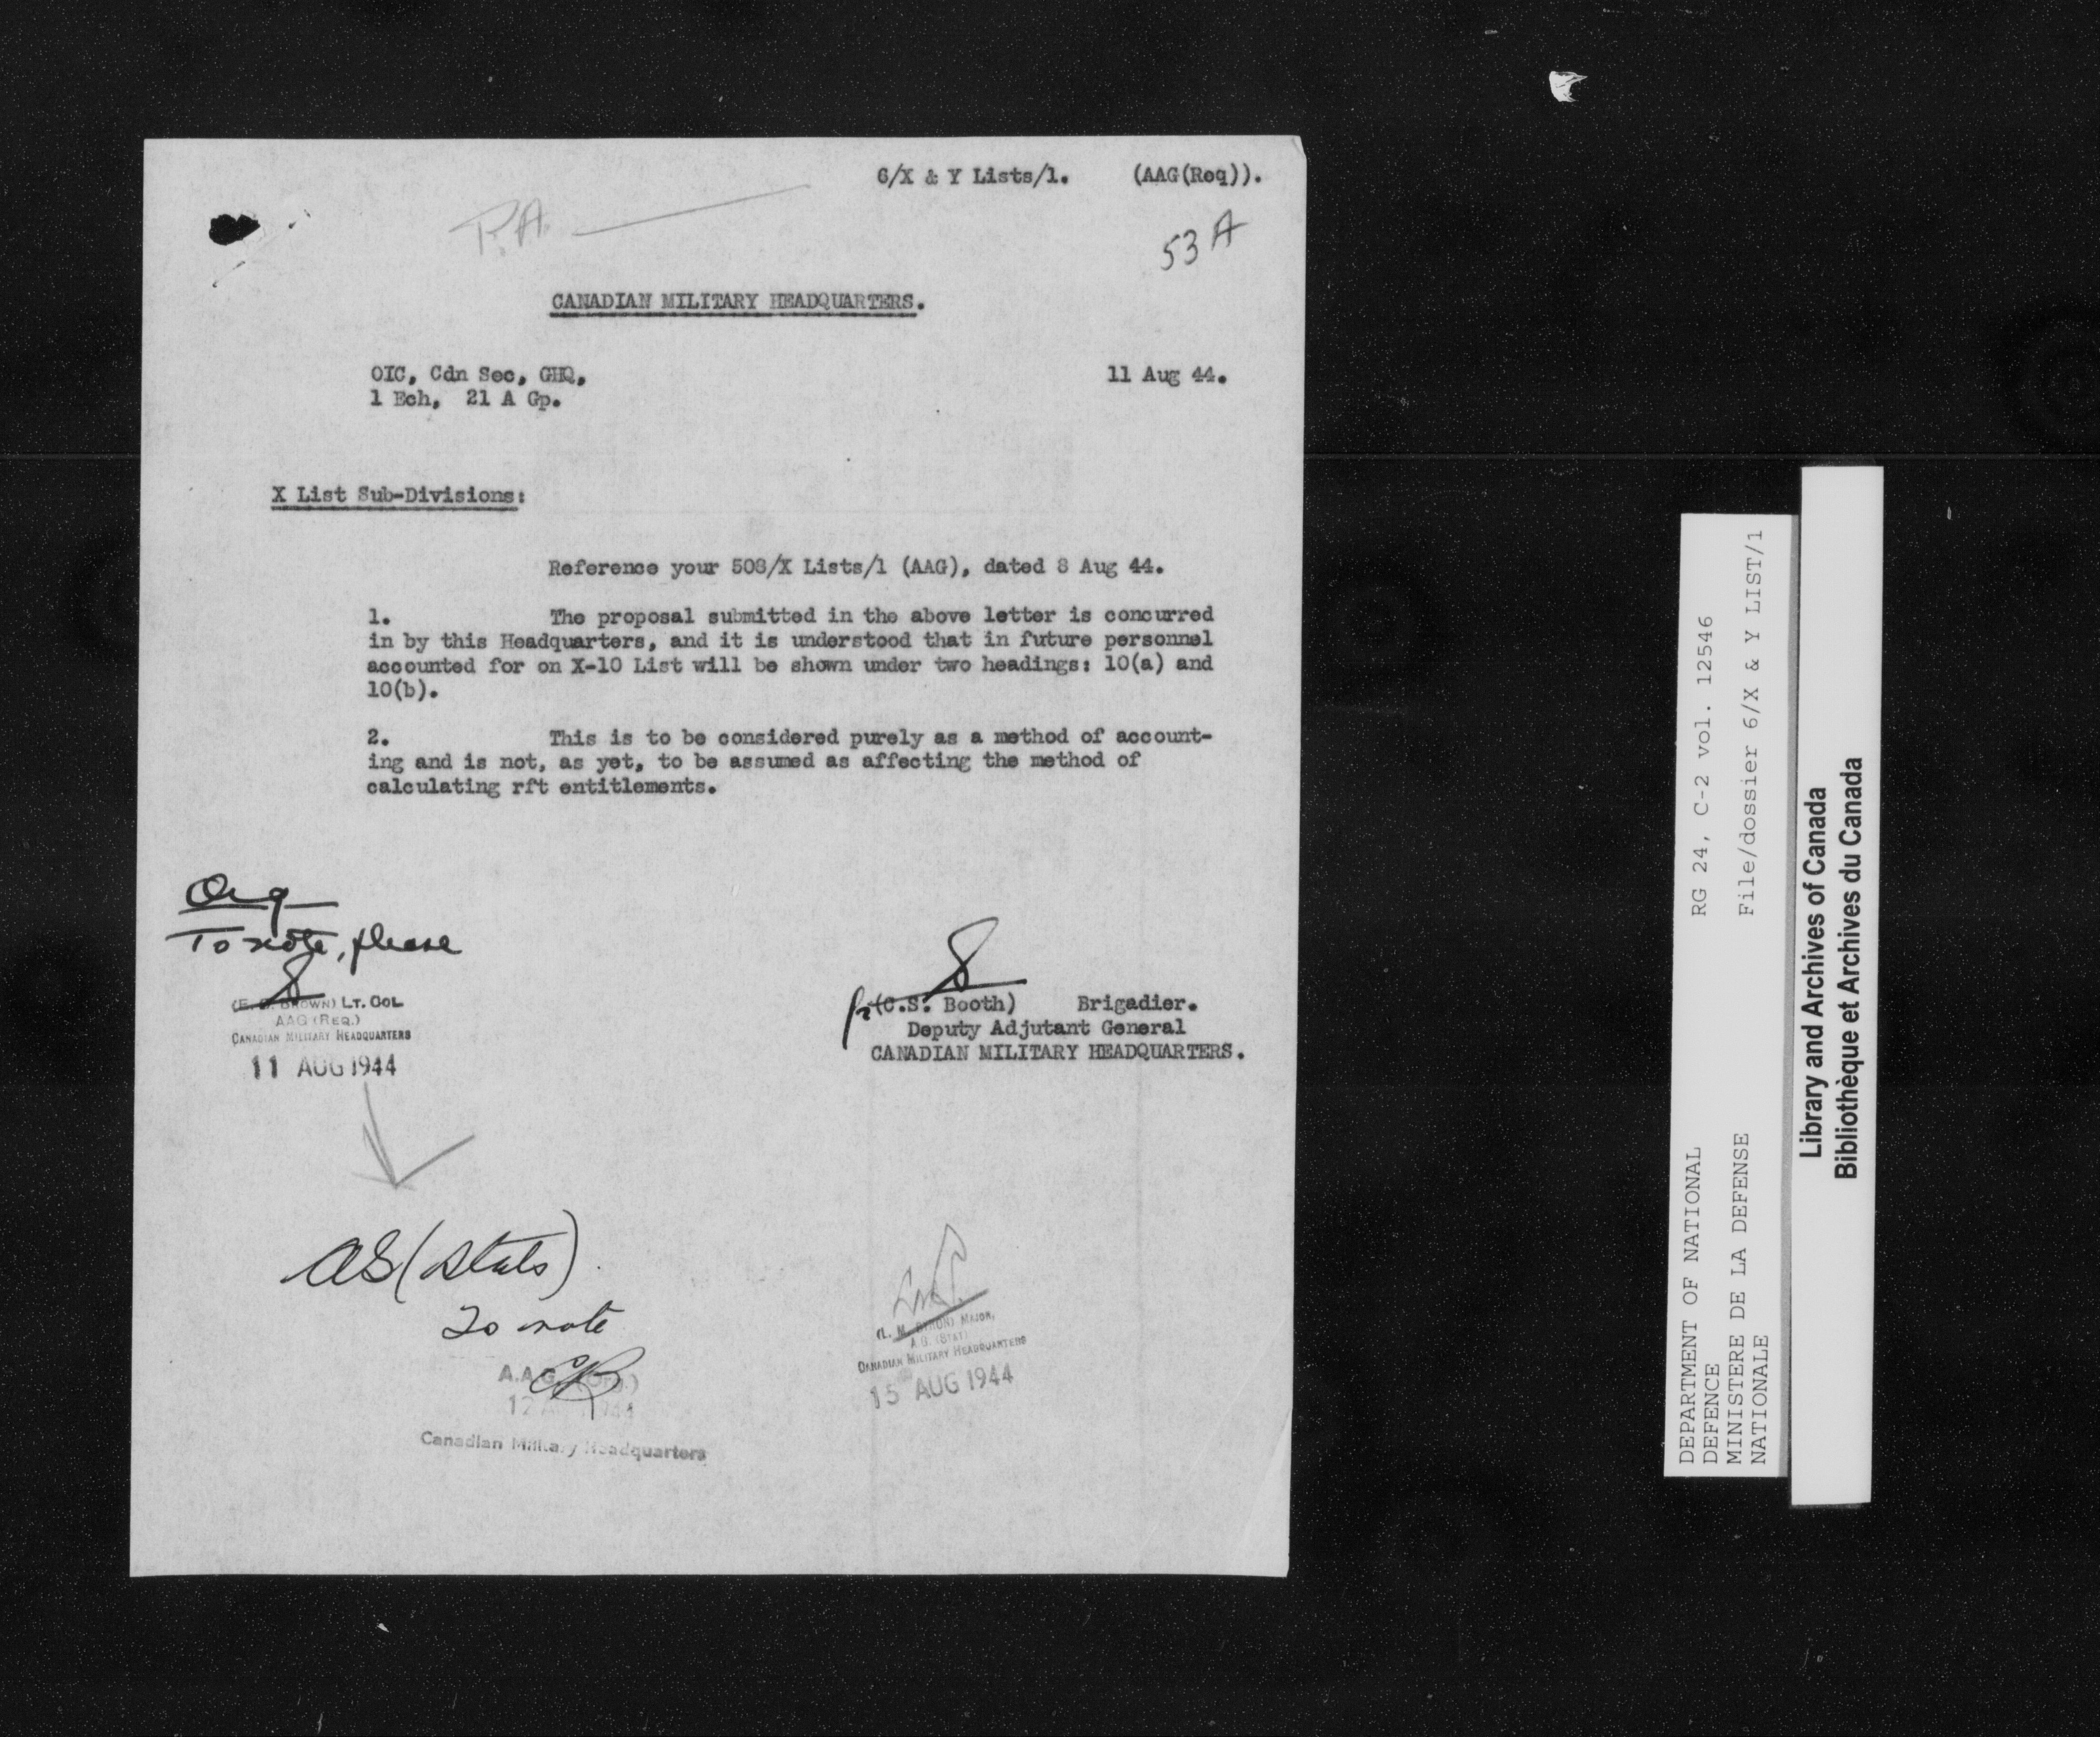 6/X & Y Lists/1. (AAG(Req)).
P.A.
53A
CANADIAN MILITARY HEADQUARTERS.
OIC, Cdn Sec, GHQ,
11 Aug 44.
1 Ech, 21 A Gp.
X List Sub-Divisions:
Reference your 508/X Lists/1 (AAG), dated 8 Aug 44.
1. The proposal submitted in the above letter is concurred
in by this Headquarters, and it is understood that in future personnel
accounted for on X-10 List will be shown under two headings: 10(a) and
10(b).
2. This is to be considered purely as a method of account-
ing and is not, as yet, to be assumed as affecting the method of
calculating rft entitlements.
Org
To note, please
BROWN) LT. COL
AAG (REQ.)
CANADIAN MILITARY HEADQUARTERS
11 AUG 1944
(C.S. Booth) Brigadier.
Deputy Adjutant General
CANADIAN MILITARY HEADQUARTERS.
AG(Stats).
To note
A.A.G. (Org.)
12 1944
Canadian Military Headquarters
(L. M. MAJOR,
A.G. (STAT)
CANADIAN MILITARY HEADQUARTERS
15 AUG 1944
DEPARTMENT OF NATIONAL
DEFENCE
MINISTERE DE LA DEFENSE
NATIONALE
RG 24, C-2 vol. 12546
File/dossier 6/X & Y LIST/1
Library and Archives of Canada
Bibliothèque et Archives du Canada